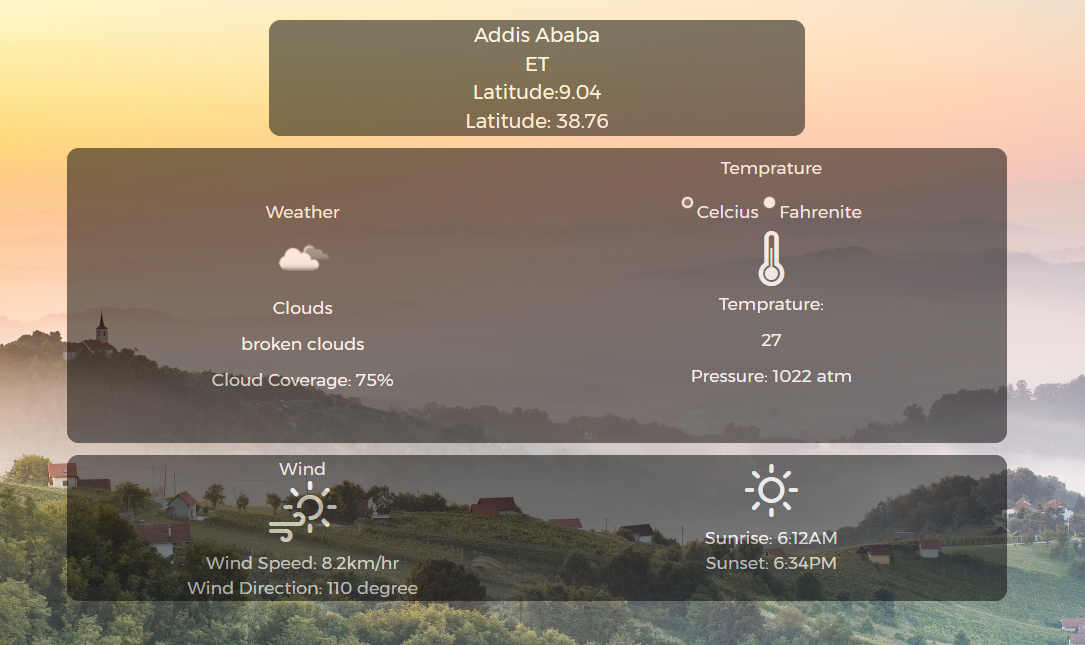 Addis Ababa
ET
Latitude:9.04
Latitude: 38.76
Weather
Clouds
broken clouds
Cloud Coverage: 75%
Temprature
Celcius Fahrenite
Temprature:
27
Pressure: 1022 atm
Wind
Wind Speed: 8.2km/hr
Wind Direction: 110 degree
Sunrise: 6:12AM
Sunset: 6:34PM